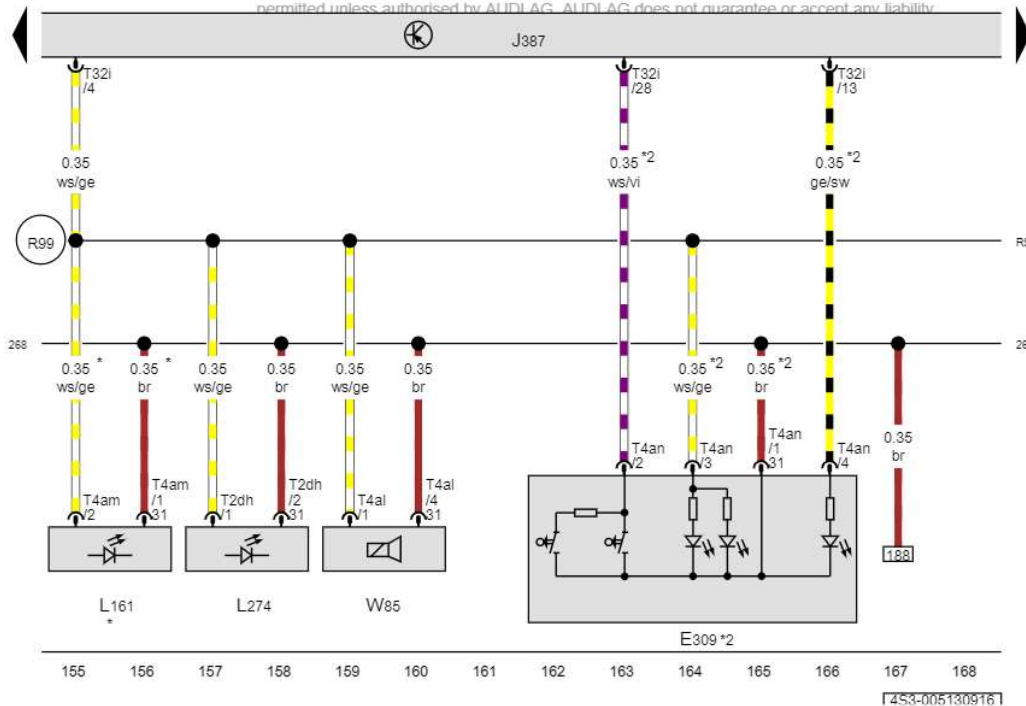 permitted unless authorised by AUDI AG. AUDI AG does not guarantee or accept any liability
J387
T32i
/4
T32i
/28
T32i
/13
0.35
ws/ge
0.35 *2
ws/vi
0.35 *2
ge/sw
R99
268
0.35 *
ws/ge
0.35 *
br
0.35
ws/ge
0.35
br
0.35
ws/ge
0.35
br
0.35 *2
ws/ge
0.35 *2
br
0.35
br
T4an
/2
T4an
/3
T4an
/1
31
T4an
/4
T4am
/2
T4am
/1
31
T2dh
/1
T2dh
/2
31
T4al
/1
T4al
/4
31
188
L161
*
L274
W85
E309 *2
155 156 157 158 159 160 161 162 163 164 165 166 167 168
4S3-005130916